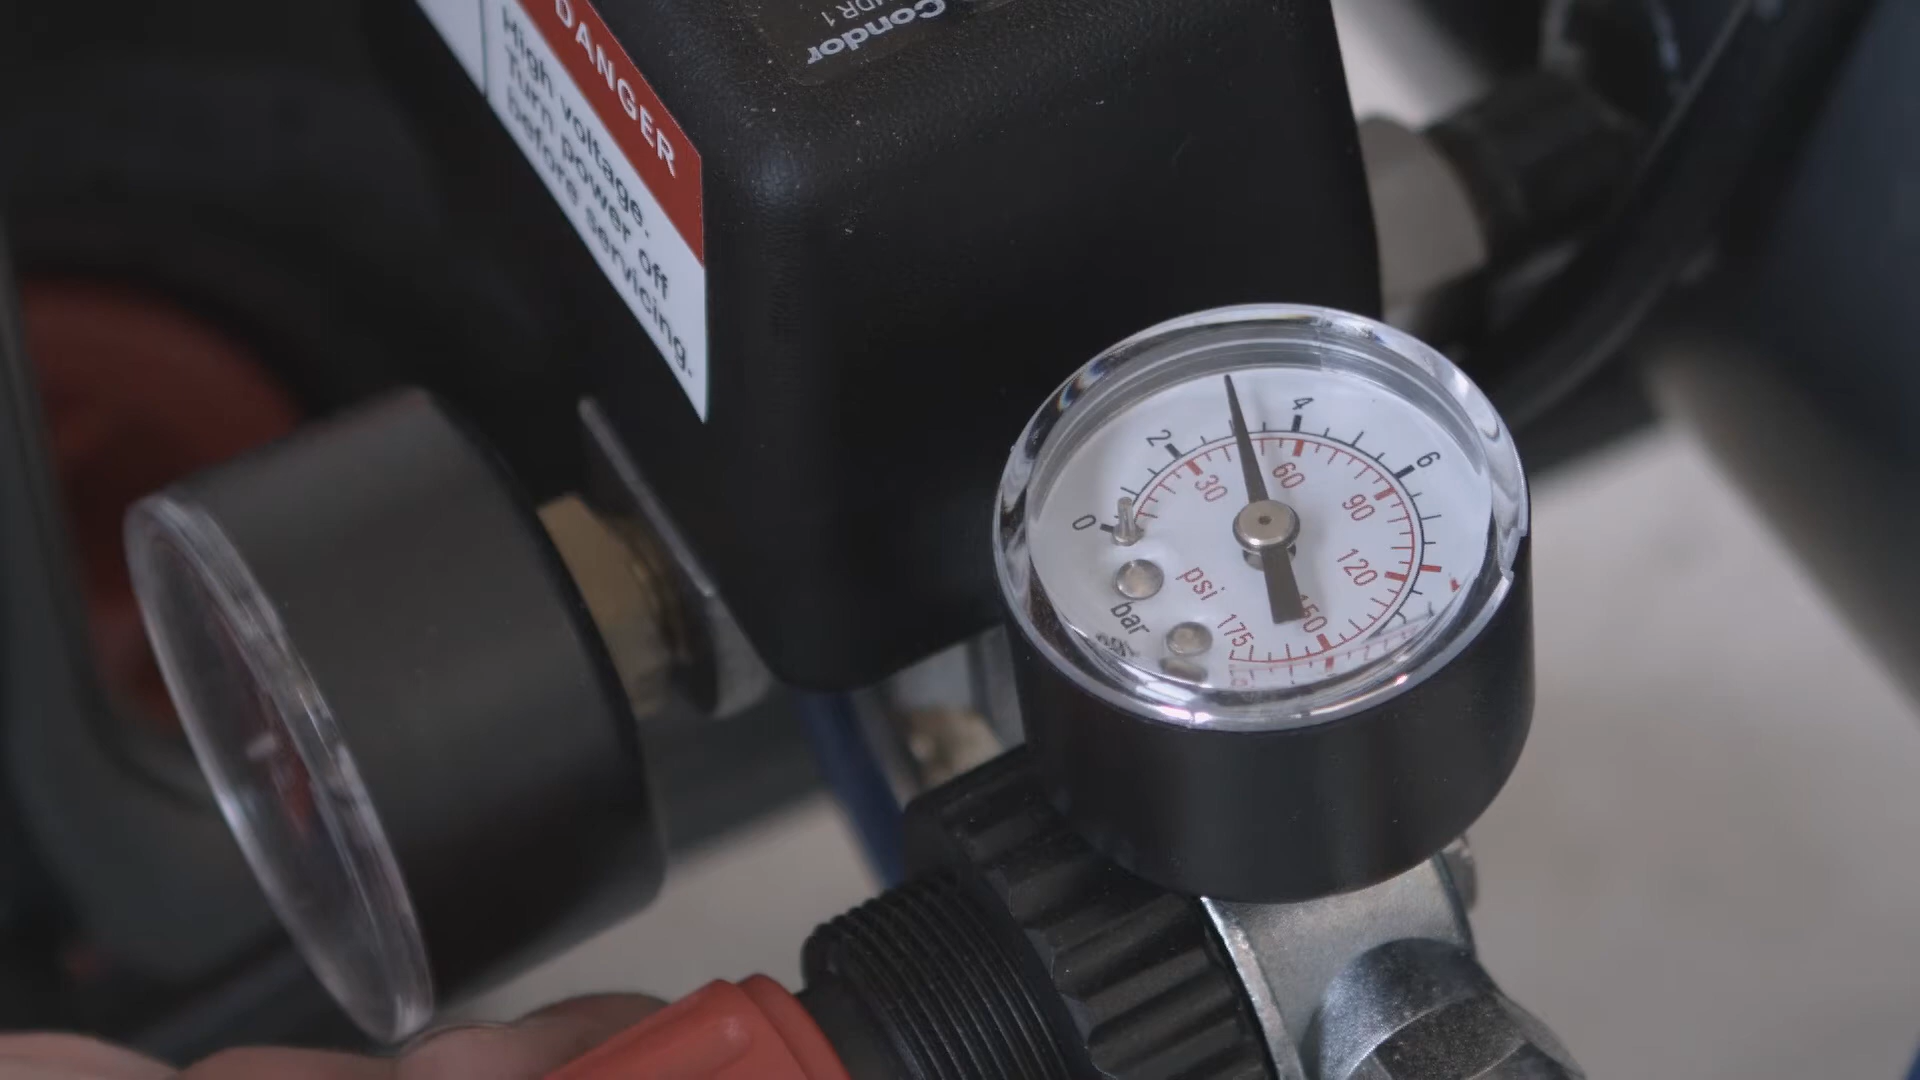 DANGER
High voltage.
Turn power off
before servicing.
Condor
MDR1
0
2
4
6
30
60
90
120
150
175
psi
bar